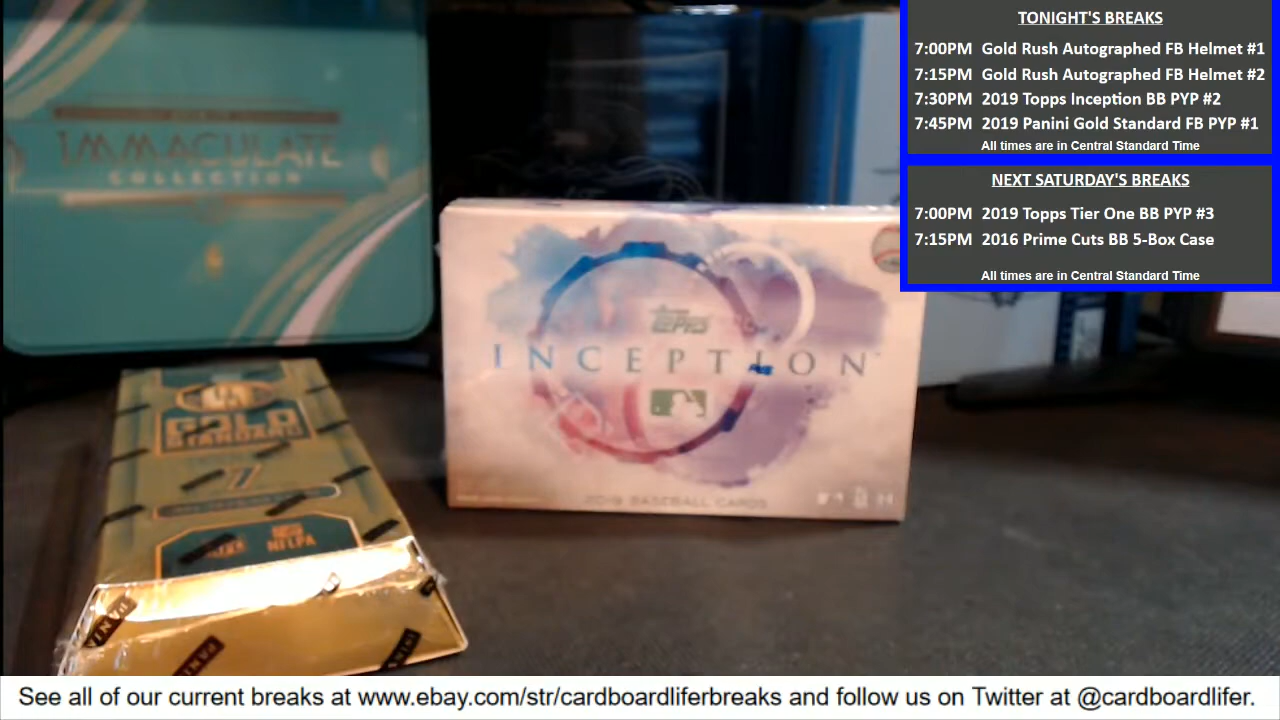 TONIGHT'S BREAKS
7:00PM Gold Rush Autographed FB Helmet #1
7:15PM Gold Rush Autographed FB Helmet #2
7:30PM 2019 Topps Inception BB PYP #2
7:45PM 2019 Panini Gold Standard FB PYP #1
All times are in Central Standard Time
NEXT SATURDAY'S BREAKS
7:00PM 2019 Topps Tier One BB PYP #3
7:15PM 2016 Prime Cuts BB 5-Box Case
All times are in Central Standard Time
IMMACULATE
COLLECTION
TOPPS
INCEPTION
2019 BASEBALL CARDS
GOLD
STANDARD
7
NFLPA
PANINI
PANINI
PANINI
See all of our current breaks at www.ebay.com/str/cardboardliferbreaks and follow us on Twitter at @cardboardlifer.